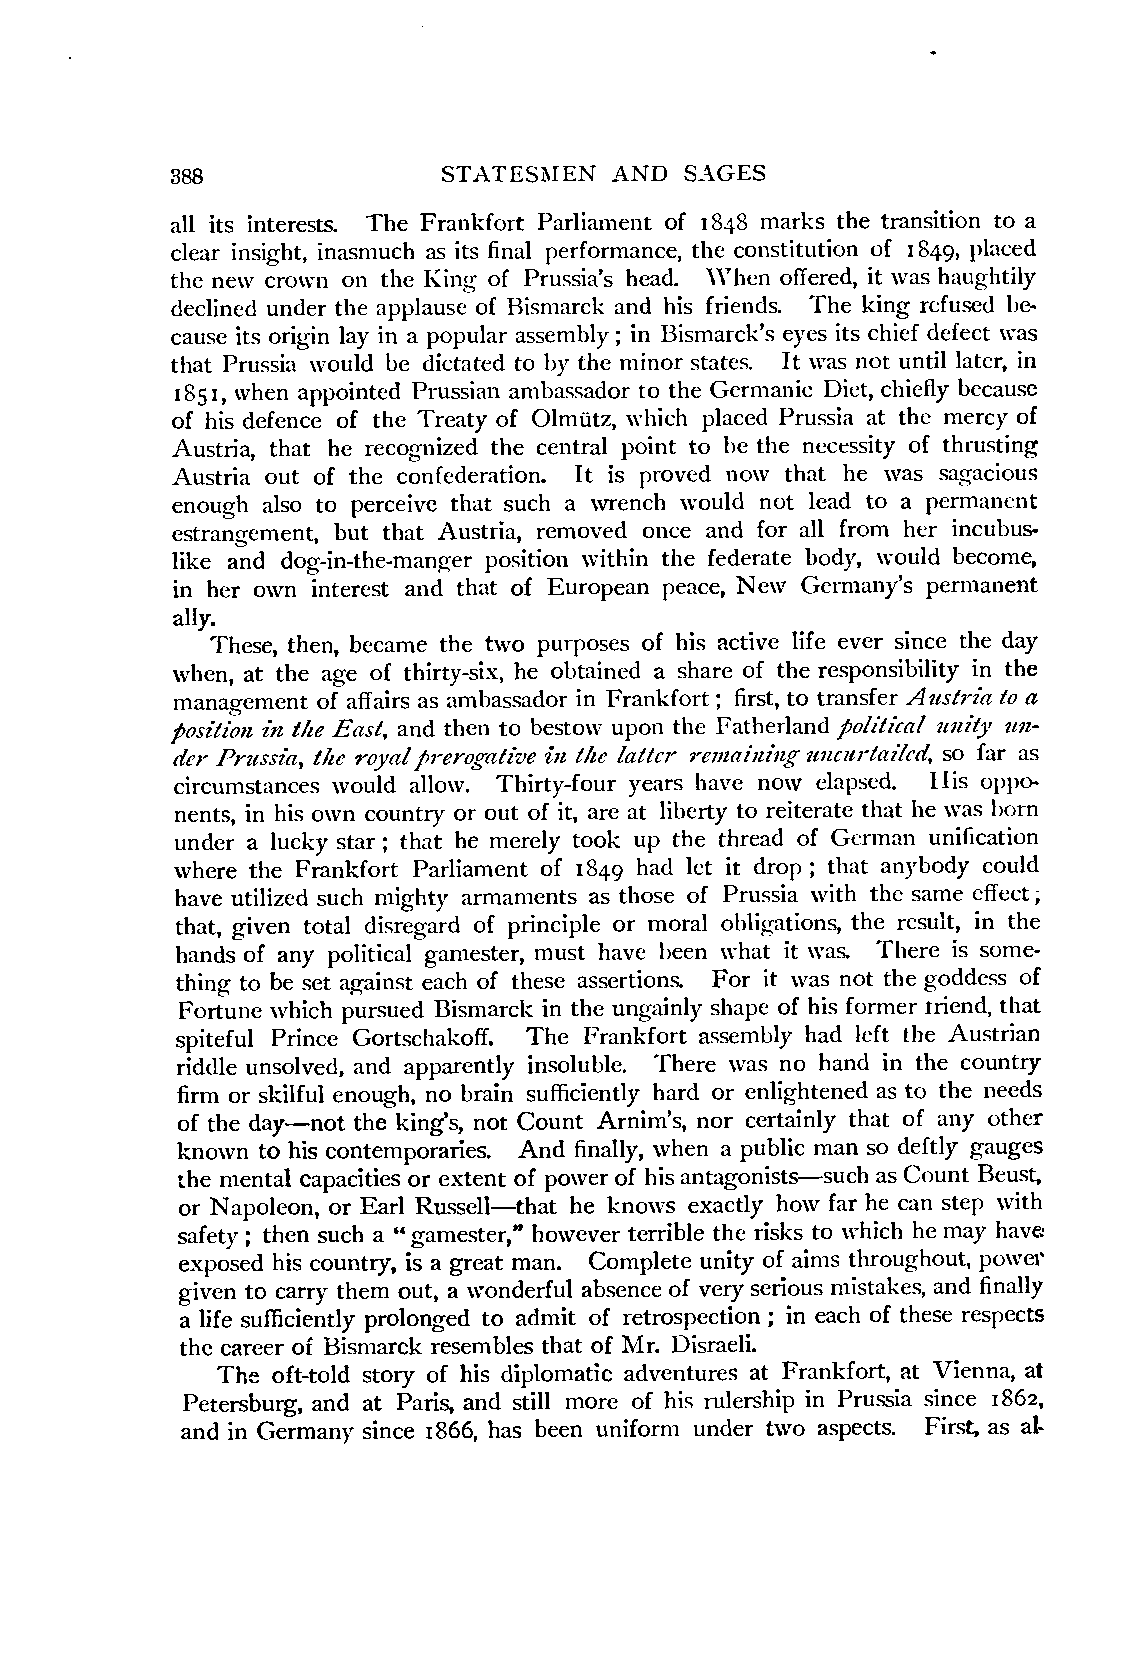 388 STATESMEN AND SAGES
all its interests. The Frankfort Parliament of 1848 marks the transition to a
clear insight, inasmuch as its final performance, the constitution of 1849, placed
the new crown on the King of Prussia's head. When offered, it was haughtily
declined under the applause of Bismarck and his friends. The king refused be-
cause its origin lay in a popular assembly; in Bismarck's eyes its chief defect was
that Prussia would be dictated to by the minor states. It was not until later, in
1851, when appointed Prussian ambassador to the Germanic Diet, chiefly because
of his defence of the Treaty of Olmütz, which placed Prussia at the mercy of
Austria, that he recognized the central point to be the necessity of thrusting
Austria out of the confederation. It is proved now that he was sagacious
enough also to perceive that such a wrench would not lead to a permanent
estrangement, but that Austria, removed once and for all from her incubus-
like and dog-in-the-manger position within the federate body, would become,
in her own interest and that of European peace, New Germany's permanent
ally.
These, then, became the two purposes of his active life ever since the day
when, at the age of thirty-six, he obtained a share of the responsibility in the
management of affairs as ambassador in Frankfort; first, to transfer Austria to a
position in the East, and then to bestow upon the Fatherland political unity un-
der Prussia, the royal prerogative in the latter remaining uncurtailed, so far as
circumstances would allow. Thirty-four years have now elapsed. His oppo-
nents, in his own country or out of it, are at liberty to reiterate that he was born
under a lucky star; that he merely took up the thread of German unification
where the Frankfort Parliament of 1849 had let it drop; that anybody could
have utilized such mighty armaments as those of Prussia with the same effect;
that, given total disregard of principle or moral obligations, the result, in the
hands of any political gamester, must have been what it was. There is some-
thing to be set against each of these assertions. For it was not the goddess of
Fortune which pursued Bismarck in the ungainly shape of his former friend, that
spiteful Prince Gortschakoff. The Frankfort assembly had left the Austrian
riddle unsolved, and apparently insoluble. There was no hand in the country
firm or skilful enough, no brain sufficiently hard or enlightened as to the needs
of the day—not the king's, not Count Arnim's, nor certainly that of any other
known to his contemporaries. And finally, when a public man so deftly gauges
the mental capacities or extent of power of his antagonists—such as Count Beust,
or Napoleon, or Earl Russell—that he knows exactly how far he can step with
safety; then such a "gamester," however terrible the risks to which he may have
exposed his country, is a great man. Complete unity of aims throughout, power
given to carry them out, a wonderful absence of very serious mistakes, and finally
a life sufficiently prolonged to admit of retrospection; in each of these respects
the career of Bismarck resembles that of Mr. Disraeli.
The oft-told story of his diplomatic adventures at Frankfort, at Vienna, at
Petersburg, and at Paris, and still more of his rulership in Prussia since 1862,
and in Germany since 1866, has been uniform under two aspects. First, as al-